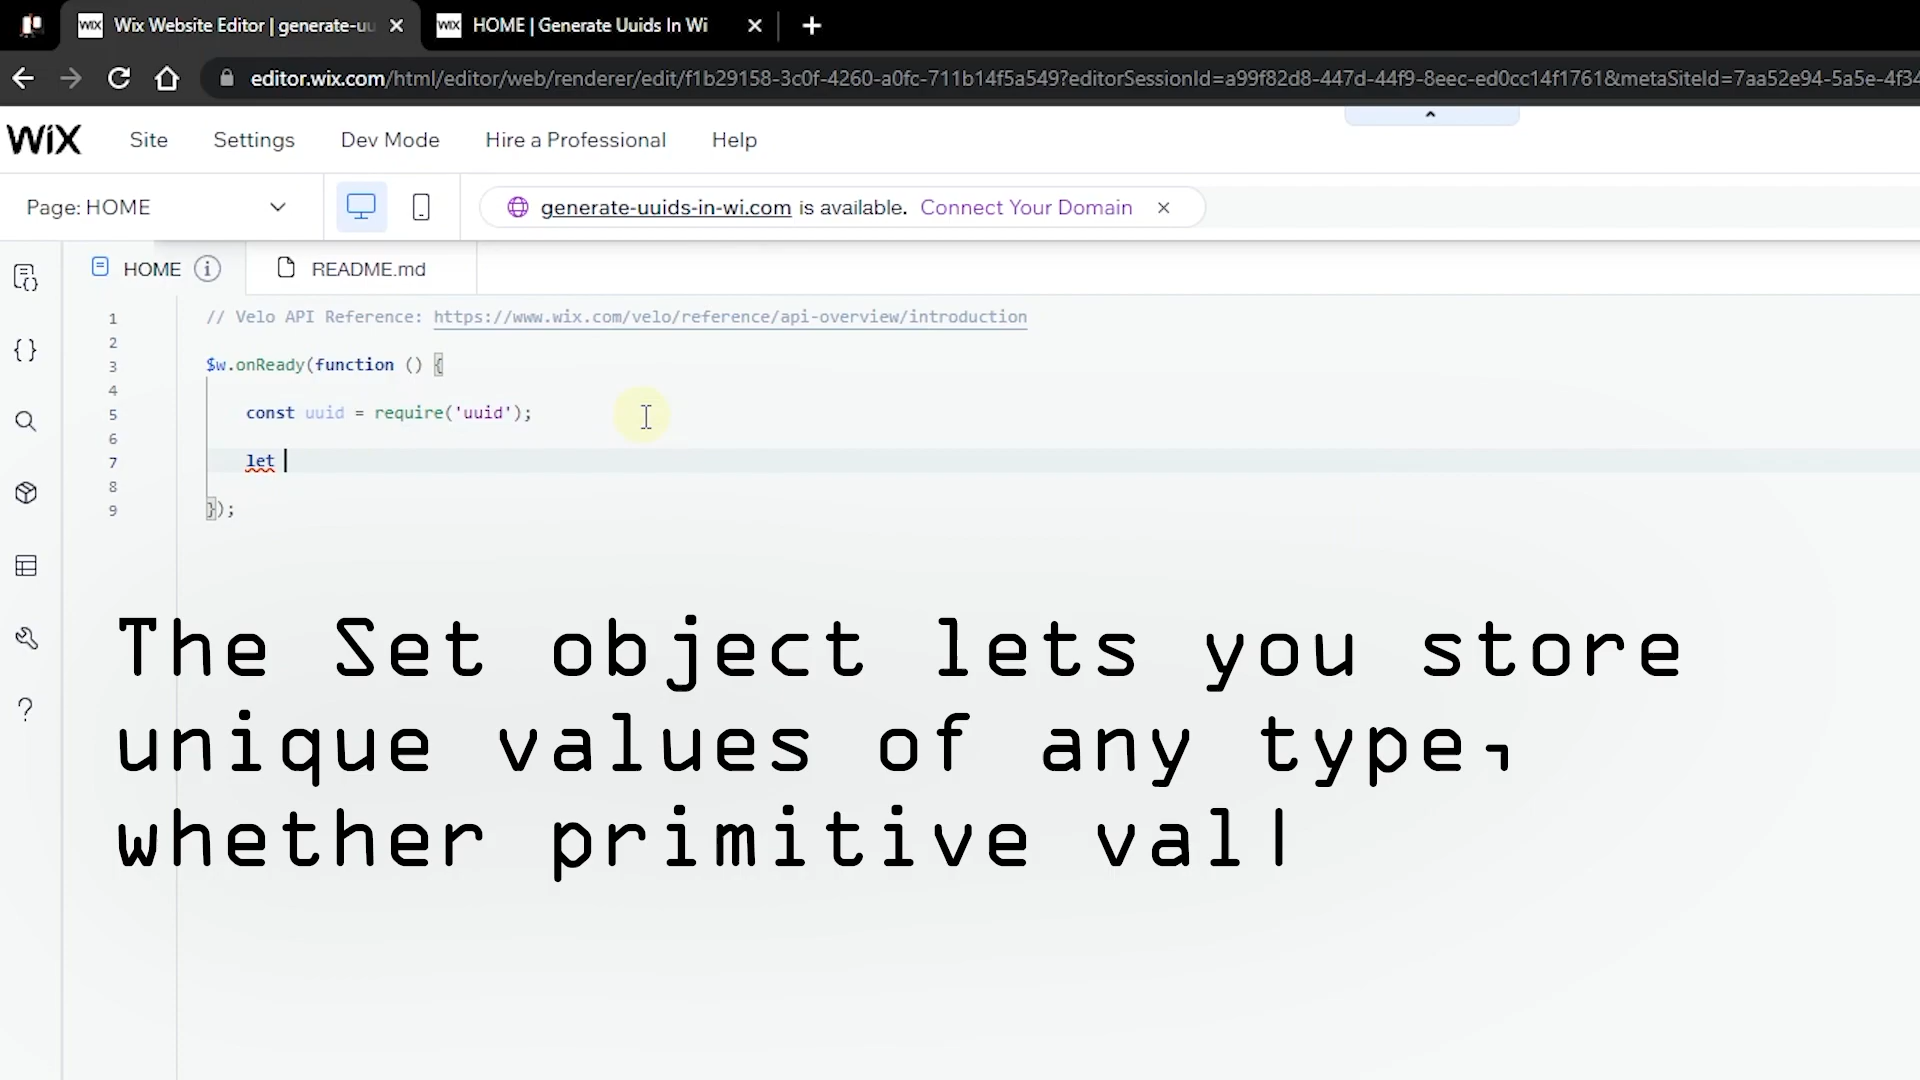 WiX Wix Website Editor | generate-uu
WiX HOME | Generate Uuids In Wi
editor.wix.com/html/editor/web/renderer/edit/f1b29158-3c0f-4260-a0fc-711b14f5a549?editorSessionId=a99f82d8-447d-44f9-8eec-ed0cc14f1761&metaSiteId=7aa52e94-5a5e-4f34
WiX Site Settings Dev Mode Hire a Professional Help
Page: HOME generate-uuids-in-wi.com is available. Connect Your Domain
HOME README.md
1 // Velo API Reference: https://www.wix.com/velo/reference/api-overview/introduction
2
3 $w.onReady(function () {
4
5 const uuid = require('uuid');
6
7 let
8
9 });
The Set object lets you store
unique values of any type,
whether primitive val